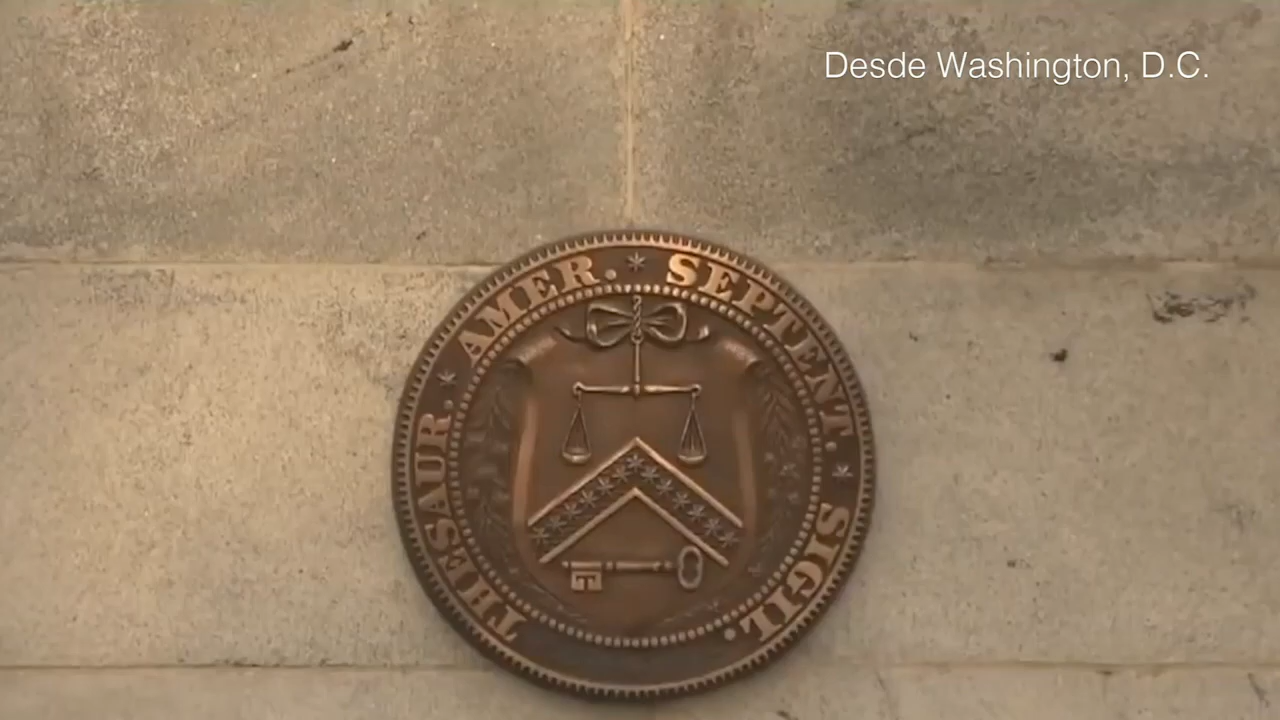 Desde Washington, D.C.
THESAUR. * AMER. * SEPTENT. * SIGIL.